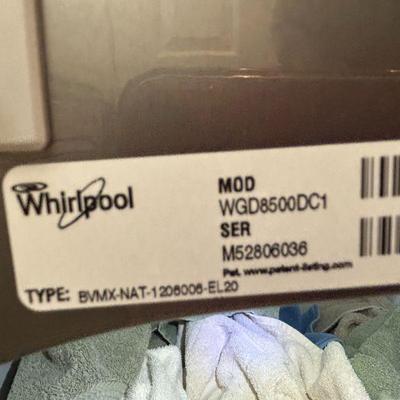 Whirlpool
MOD
WGD8500DC1
SER
M52806036
Pat. www.patent-listing.com
TYPE: BVMX-NAT-1206006-EL20